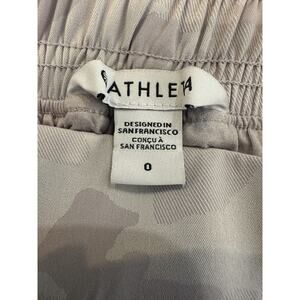 ATHLETA
DESIGNED IN
SAN FRANCISCO
CONÇU À
SAN FRANCISCO
0